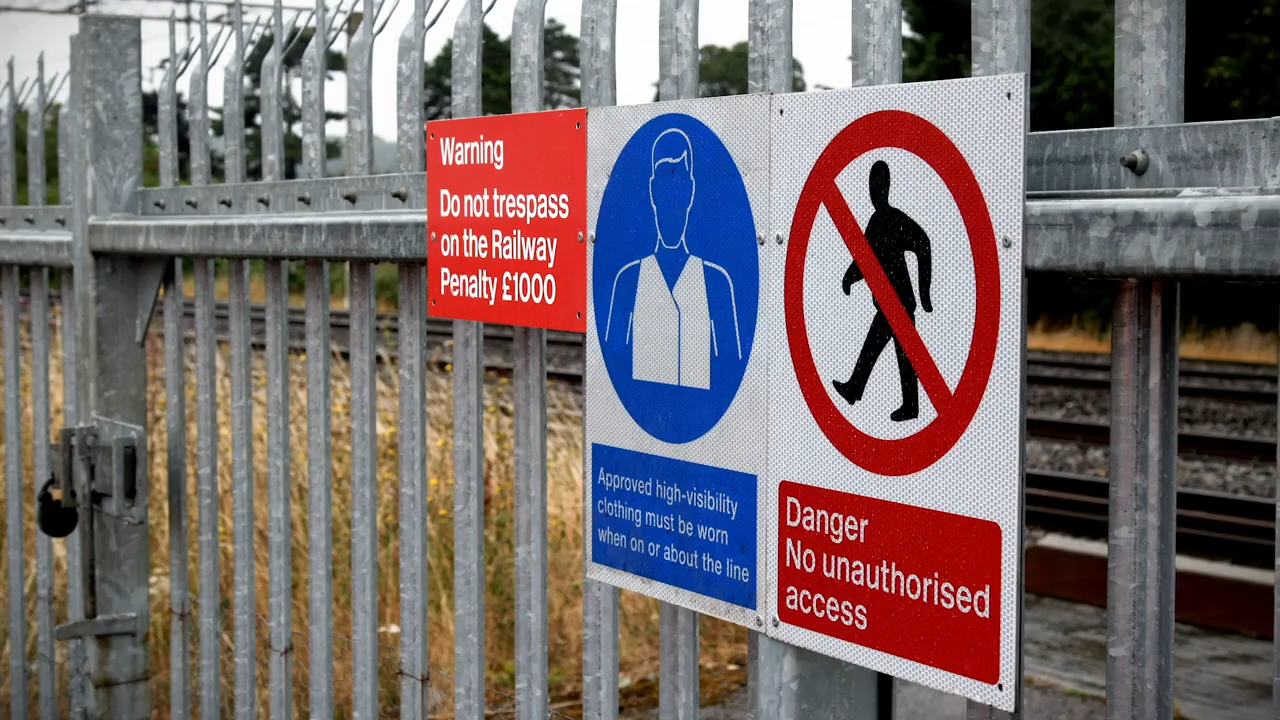 Warning
Do not trespass
on the Railway
Penalty £1000
Approved high-visibility
clothing must be worn
when on or about the line
Danger
No unauthorised
access